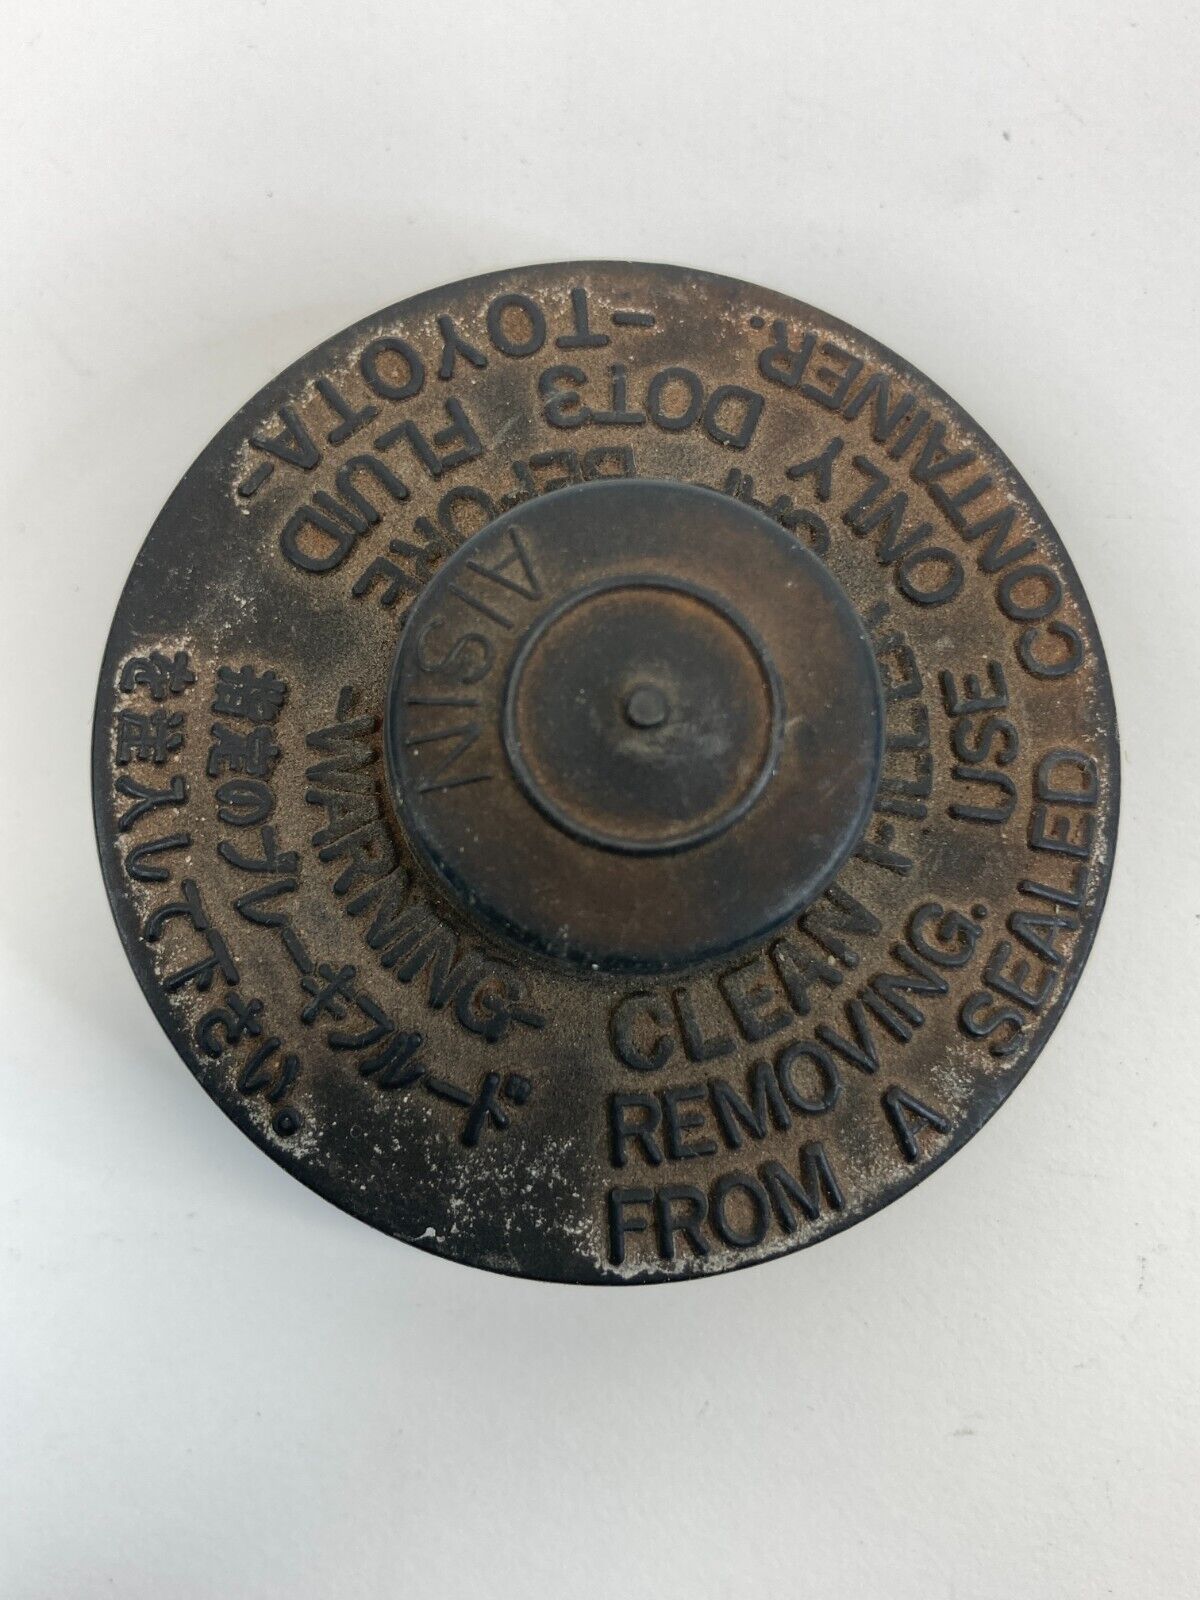 -WARNING-
CLEAN FILLER CAP BEFORE
REMOVING. USE ONLY DOT3 FLUID
FROM A SEALED CONTAINER.
-TOYOTA-
指定のブレーキフルード
を注入して下さい。
AISIN